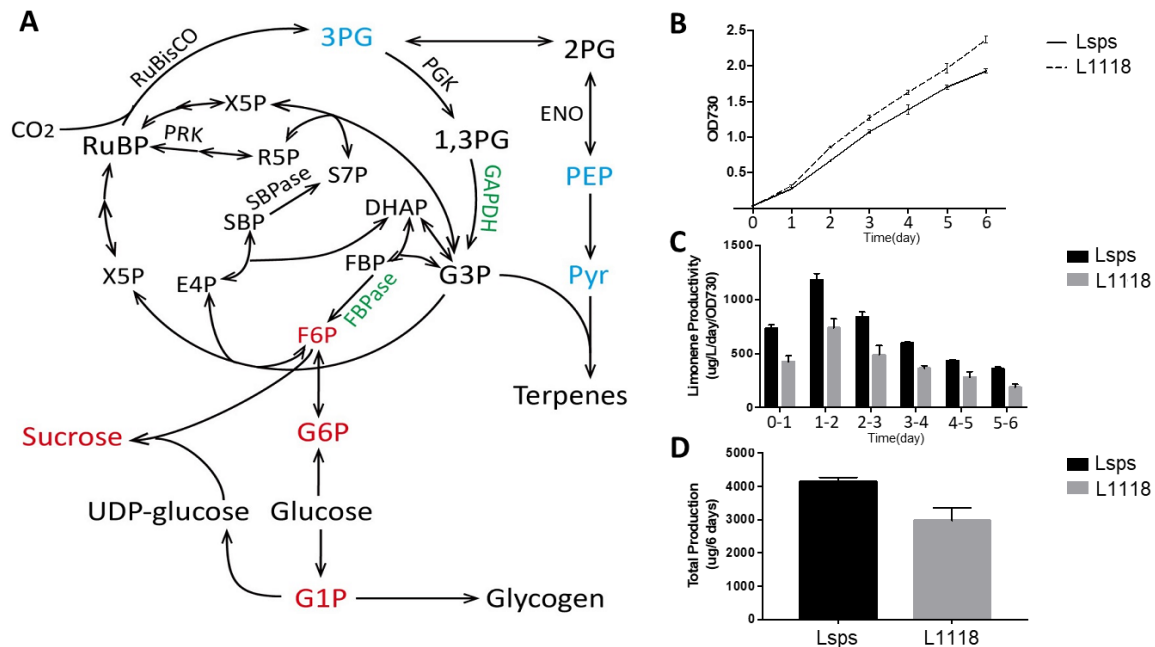 A
3PG
2PG
RuBisCO
PGK
ENO
CO2
X5P
RuBP
PRK
R5P
S7P
1,3PG
GAPDH
PEP
SBPase
SBP
DHAP
X5P
E4P
FBP
G3P
Pyr
FBPase
F6P
Terpenes
Sucrose
G6P
UDP-glucose
Glucose
G1P
Glycogen
B
OD730
2.5
2.0
1.5
1.0
0.5
0 1 2 3 4 5 6
Time(day)
Lsps
L1118
C
Limonene Productivity
(ug/L/day/OD730)
1500
1000
500
0
0-1 1-2 2-3 3-4 4-5 5-6
Time(day)
Lsps
L1118
D
Total Production
(ug/6 days)
5000
4000
3000
2000
1000
0
Lsps L1118
Lsps
L1118